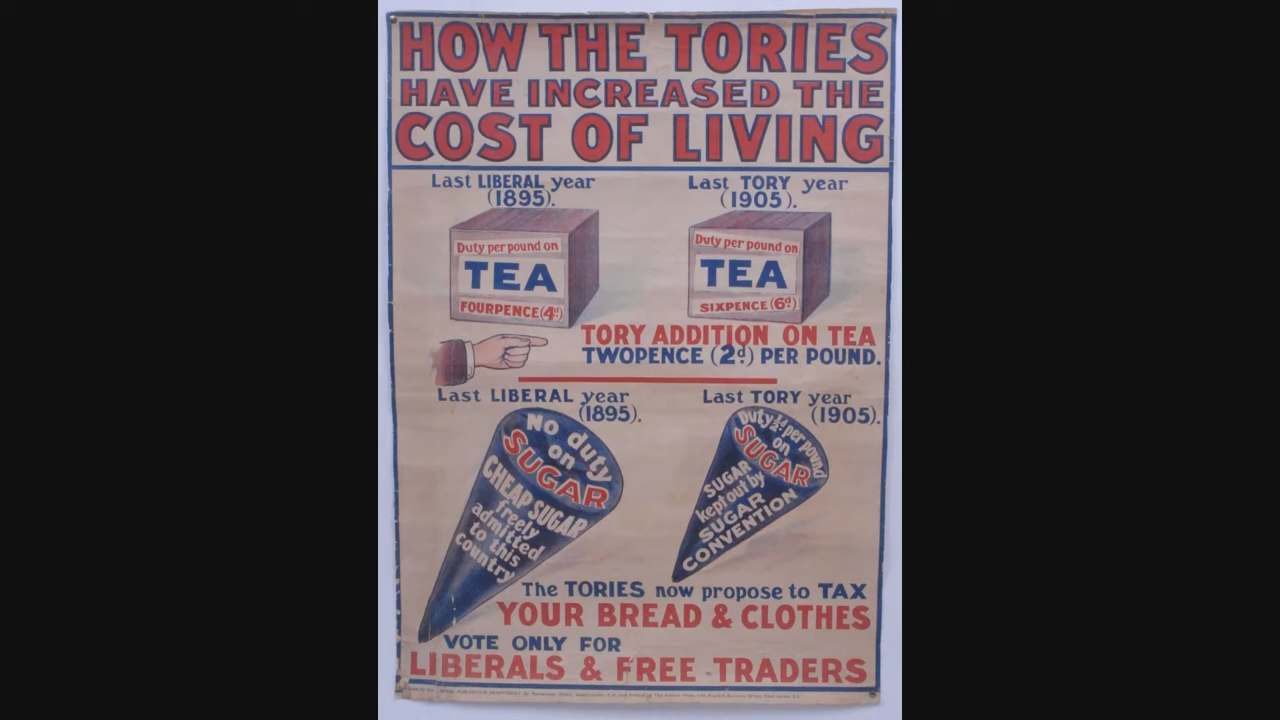 HOW THE TORIES
HAVE INCREASED THE
COST OF LIVING
Last LIBERAL year
(1895).
Duty per pound on
TEA
FOURPENCE (4d)
Last TORY year
(1905).
Duty per pound on
TEA
SIXPENCE (6d)
TORY ADDITION ON TEA
TWOPENCE (2d) PER POUND.
Last LIBERAL year
(1895).
No duty
on
SUGAR
CHEAP SUGAR
freely
admitted
to this
country
Last TORY year
(1905).
Duty ½d per pound
on
SUGAR
SUGAR
kept out by
SUGAR
CONVENTION
The TORIES now propose to TAX
YOUR BREAD & CLOTHES
VOTE ONLY FOR
LIBERALS & FREE TRADERS